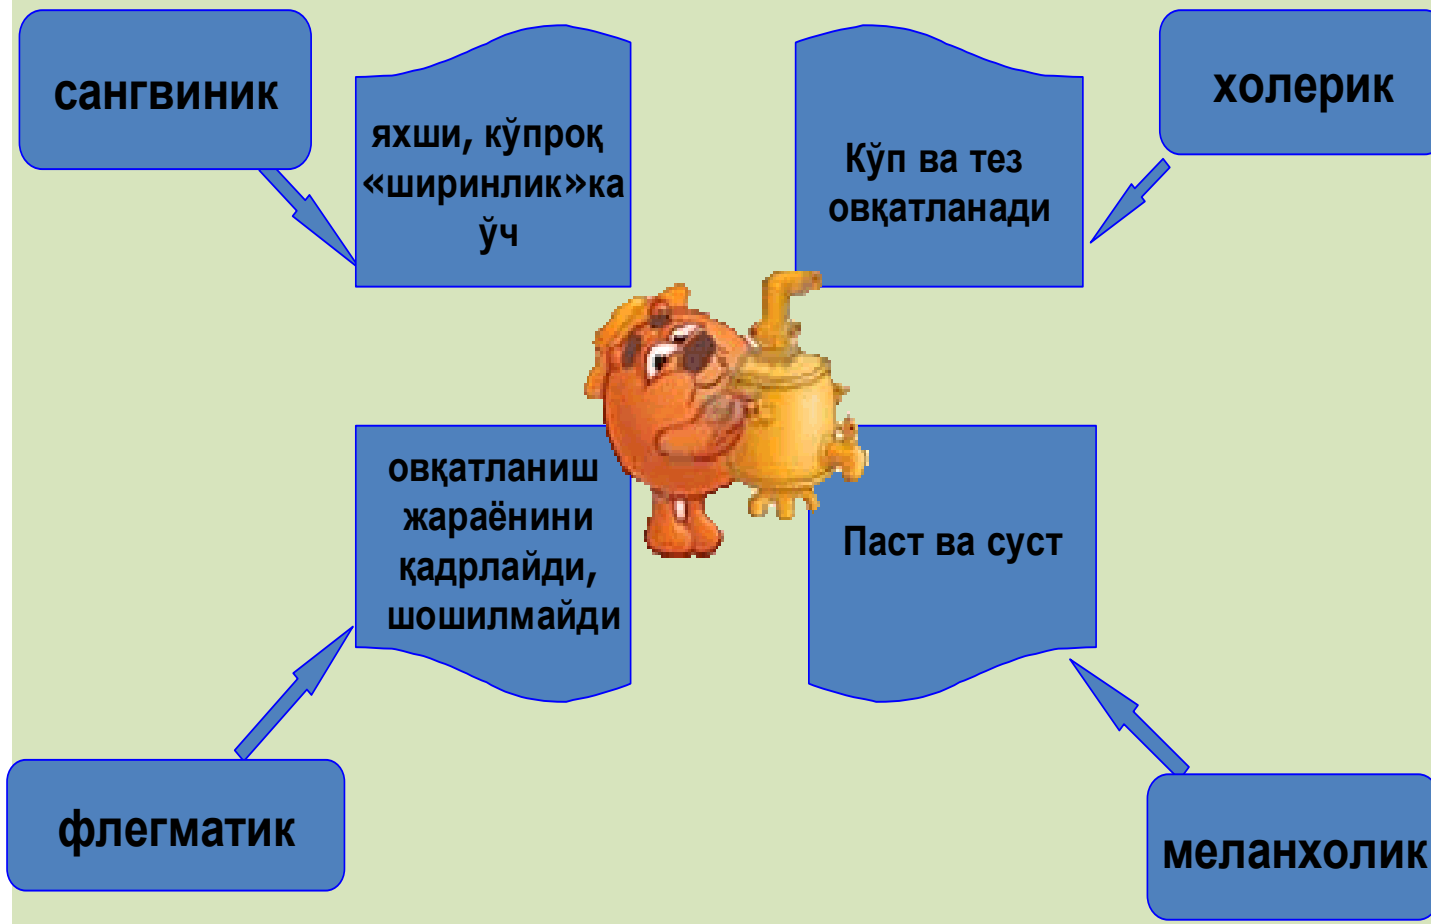 сангвиник
яхши, кўпроқ
«ширинлик»ка
ўч
Кўп ва тез
овқатланади
холерик
овқатланиш
жараёнини
қадрлайди,
шошилмайди
Паст ва суст
флегматик
меланхолик